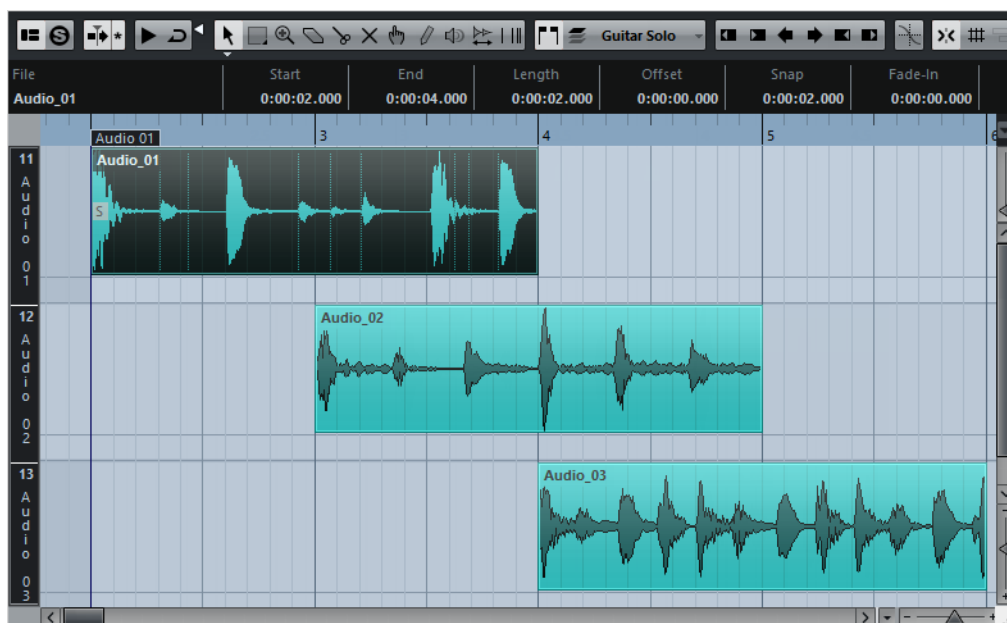 Guitar Solo
File Start End Length Offset Snap Fade-In
Audio_01 0:00:02.000 0:00:04.000 0:00:02.000 0:00:00.000 0:00:02.000 0:00:00.000
3 4 5 6
Audio 01
11
Audio 01
Audio_01
S
12
Audio 02
Audio_02
13
Audio 03
Audio_03